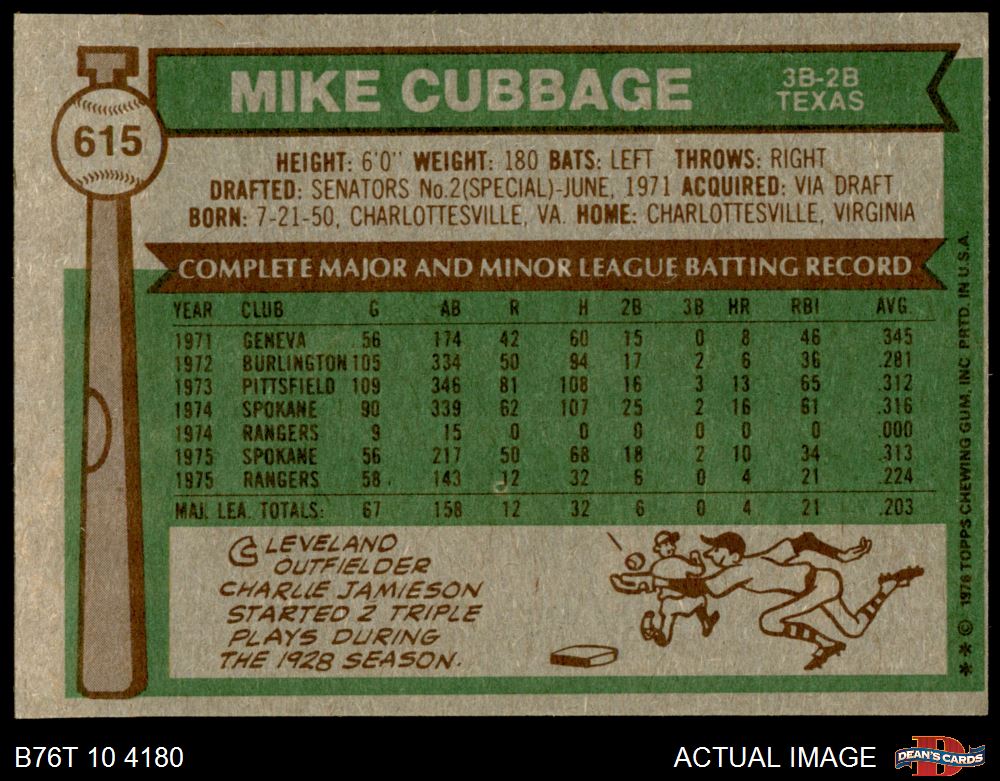 615
MIKE CUBBAGE
3B-2B
TEXAS
HEIGHT: 6'0" WEIGHT: 180 BATS: LEFT THROWS: RIGHT
DRAFTED: SENATORS No.2(SPECIAL)-JUNE, 1971 ACQUIRED: VIA DRAFT
BORN: 7-21-50, CHARLOTTESVILLE, VA. HOME: CHARLOTTESVILLE, VIRGINIA
COMPLETE MAJOR AND MINOR LEAGUE BATTING RECORD
YEAR CLUB G AB R H 2B 3B HR RBI AVG.
1971 GENEVA 56 174 42 60 15 0 8 46 .345
1972 BURLINGTON 105 334 50 94 17 2 6 36 .281
1973 PITTSFIELD 109 346 81 108 16 3 13 65 .312
1974 SPOKANE 90 339 62 107 25 2 16 61 .316
1974 RANGERS 9 15 0 0 0 0 0 0 .000
1975 SPOKANE 56 217 50 68 18 2 10 34 .313
1975 RANGERS 58 143 12 32 6 0 4 21 .224
MAJ. LEA. TOTALS: 67 158 12 32 6 0 4 21 .203
CLEVELAND
OUTFIELDER
CHARLIE JAMIESON
STARTED 2 TRIPLE
PLAYS DURING
THE 1928 SEASON.
** © 1976 TOPPS CHEWING GUM, INC. PRTD. IN U.S.A.
B76T 10 4180
ACTUAL IMAGE
D
DEAN'S CARDS